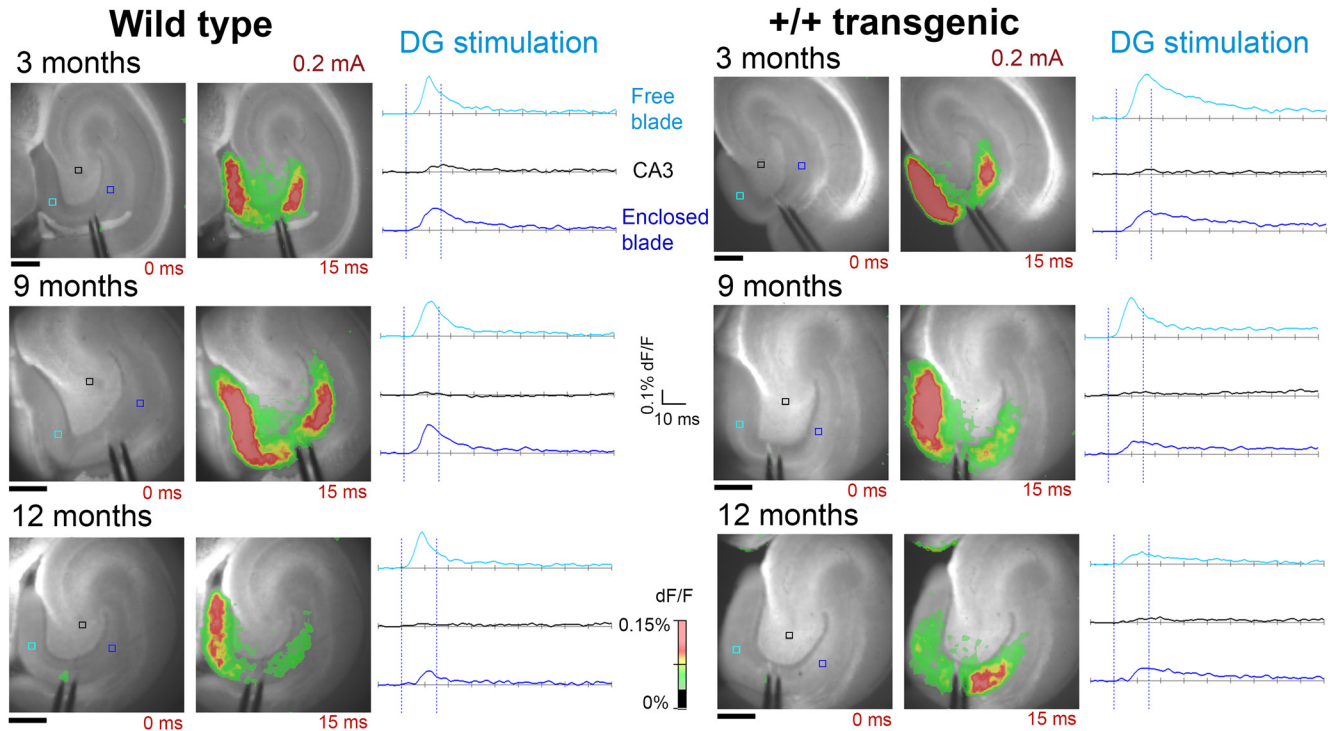 Wild type
DG stimulation
3 months
0.2 mA
Free
blade
CA3
Enclosed
blade
0 ms
15 ms
9 months
0 ms
15 ms
0.1% dF/F
10 ms
12 months
0 ms
15 ms
dF/F
0.15%
0%
+/+ transgenic
DG stimulation
3 months
0.2 mA
0 ms
15 ms
9 months
0 ms
15 ms
12 months
0 ms
15 ms